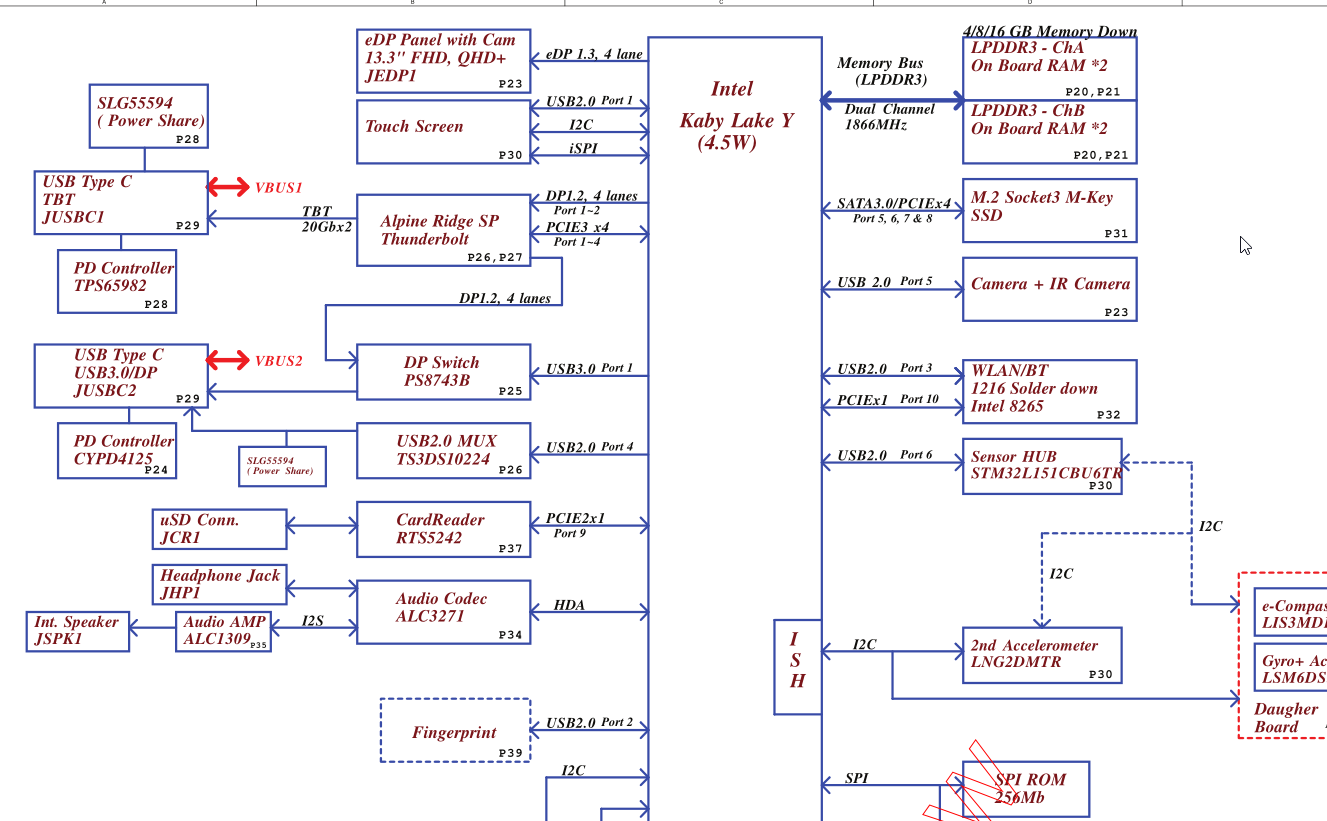 A
B
C
D
eDP Panel with Cam
13.3" FHD, QHD+
JEDP1
P23
eDP 1.3, 4 lane
Touch Screen
P30
USB2.0 Port 1
I2C
iSPI
SLG55594
( Power Share)
P28
USB Type C
TBT
JUSBC1
P29
VBUS1
TBT
20Gbx2
Alpine Ridge SP
Thunderbolt
P26,P27
DP1.2, 4 lanes
Port 1~2
PCIE3 x4
Port 1~4
PD Controller
TPS65982
P28
DP1.2, 4 lanes
USB Type C
USB3.0/DP
JUSBC2
P29
VBUS2
DP Switch
PS8743B
P25
USB3.0 Port 1
PD Controller
CYPD4125
P24
SLG55594
( Power Share)
USB2.0 MUX
TS3DS10224
P26
USB2.0 Port 4
uSD Conn.
JCR1
CardReader
RTS5242
P37
PCIE2x1
Port 9
Headphone Jack
JHP1
Int. Speaker
JSPK1
Audio AMP
ALC1309
P35
I2S
Audio Codec
ALC3271
P34
HDA
Fingerprint
P39
USB2.0 Port 2
I2C
Intel
Kaby Lake Y
(4.5W)
I
S
H
Memory Bus
(LPDDR3)
Dual Channel
1866MHz
4/8/16 GB Memory Down
LPDDR3 - ChA
On Board RAM *2
P20,P21
LPDDR3 - ChB
On Board RAM *2
P20,P21
SATA3.0/PCIEx4
Port 5, 6, 7 & 8
M.2 Socket3 M-Key
SSD
P31
USB 2.0 Port 5
Camera + IR Camera
P23
USB2.0 Port 3
PCIEx1 Port 10
WLAN/BT
1216 Solder down
Intel 8265
P32
USB2.0 Port 6
Sensor HUB
STM32L151CBU6TR
P30
I2C
I2C
I2C
2nd Accelerometer
LNG2DMTR
P30
e-Compas
LIS3MD
Gyro+ Ac
LSM6DS
Daugher
Board
SPI
SPI ROM
256Mb